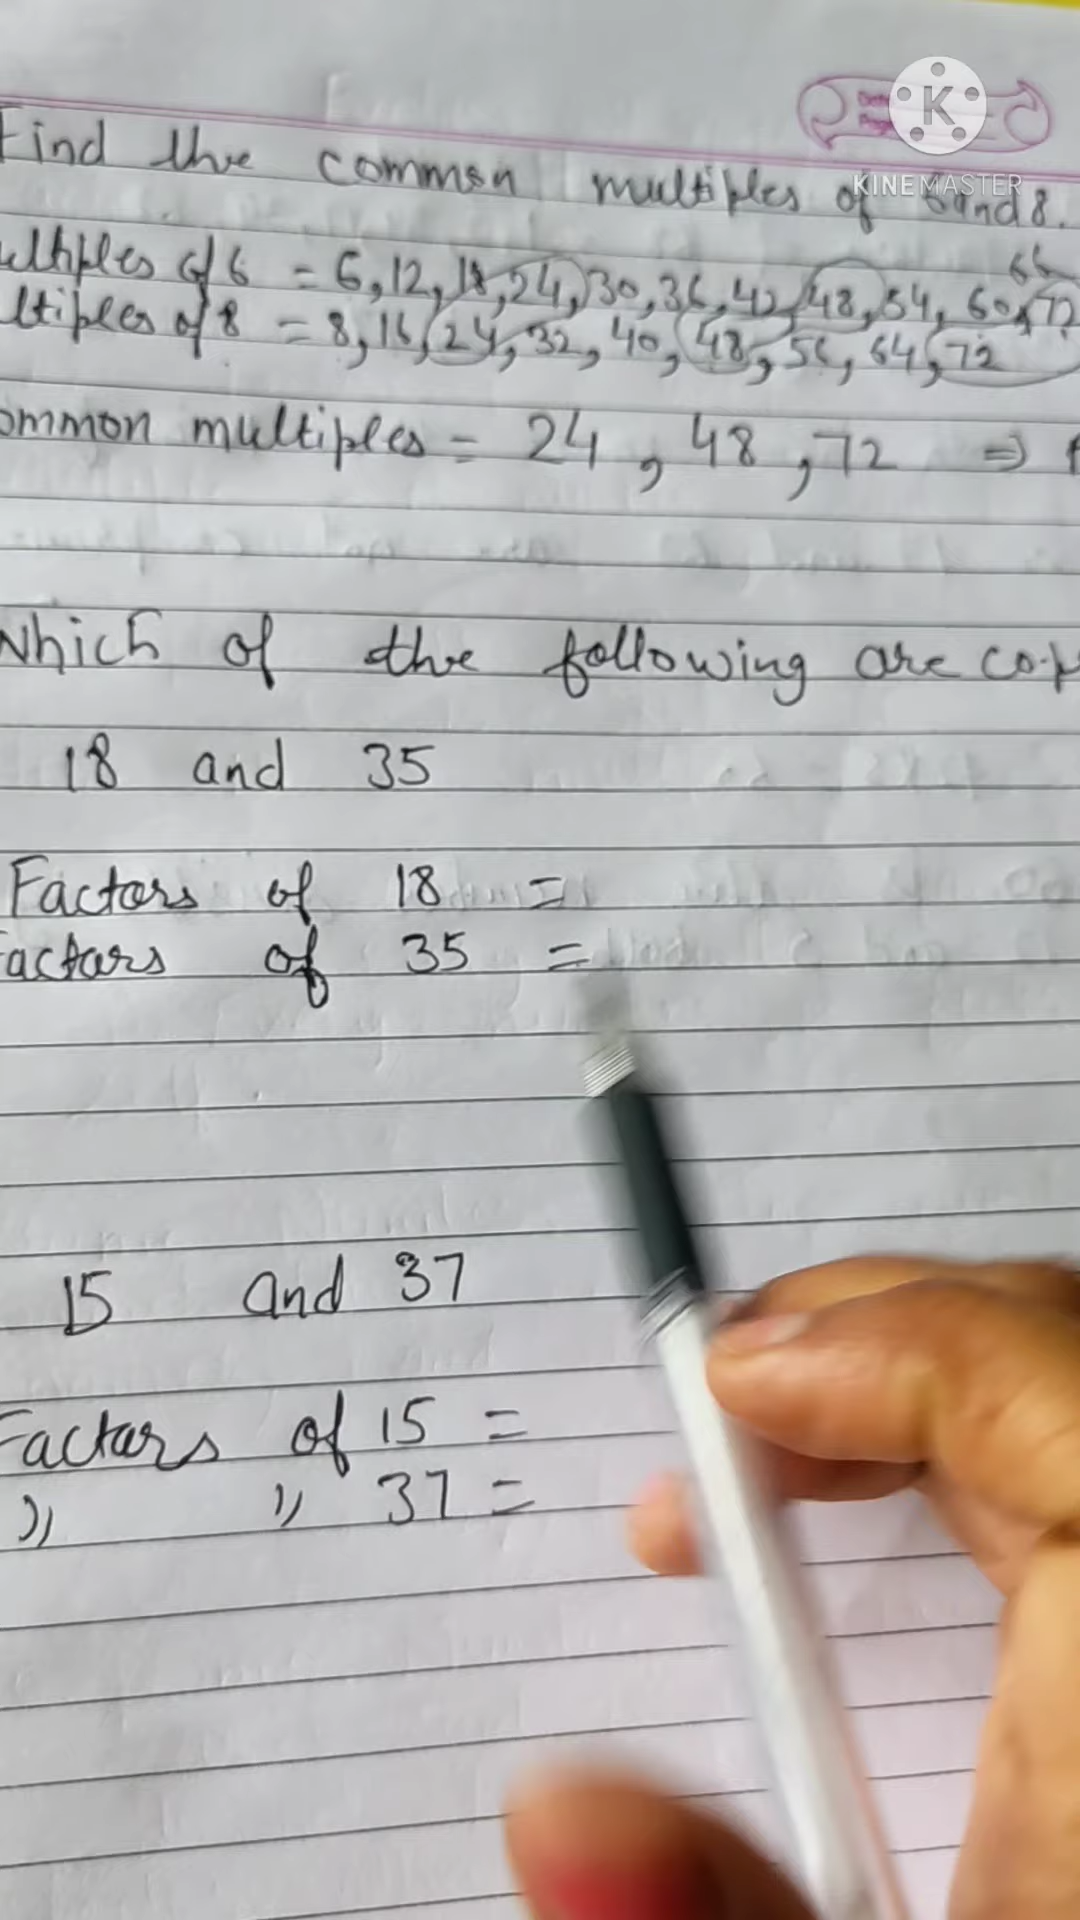 KINEMASTER
Find the common multiples of 6 and 8.
ultiples of 6 = 6, 12, 18, 24, 30, 36, 42, 48, 54, 60, 66, 72
ltiples of 8 = 8, 16, 24, 32, 40, 48, 56, 64, 72
ommon multiples = 24, 48, 72 ⇒
Which of the following are co-p
18 and 35
Factors of 18 =
Factors of 35 =
15 and 37
Factors of 15 =
” ” 37 =